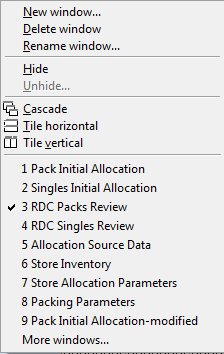 New window...
Delete window
Rename window...
Hide
Unhide...
Cascade
Tile horizontal
Tile vertical
1 Pack Initial Allocation
2 Singles Initial Allocation
3 RDC Packs Review
4 RDC Singles Review
5 Allocation Source Data
6 Store Inventory
7 Store Allocation Parameters
8 Packing Parameters
9 Pack Initial Allocation-modified
More windows...